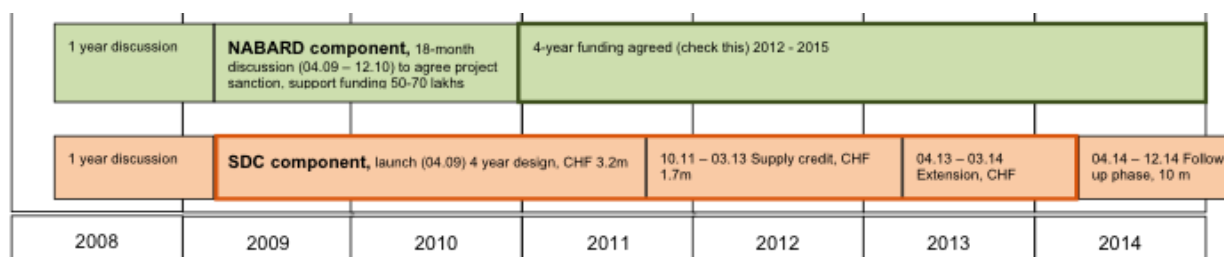 1 year discussion
NABARD component, 18-month
discussion (04.09 – 12.10) to agree project
sanction, support funding 50-70 lakhs
4-year funding agreed (check this) 2012 - 2015
1 year discussion
SDC component, launch (04.09) 4 year design, CHF 3.2m
10.11 – 03.13 Supply credit, CHF
1.7m
04.13 – 03.14
Extension, CHF
04.14 – 12.14 Follow
up phase, 10 m
2008 2009 2010 2011 2012 2013 2014